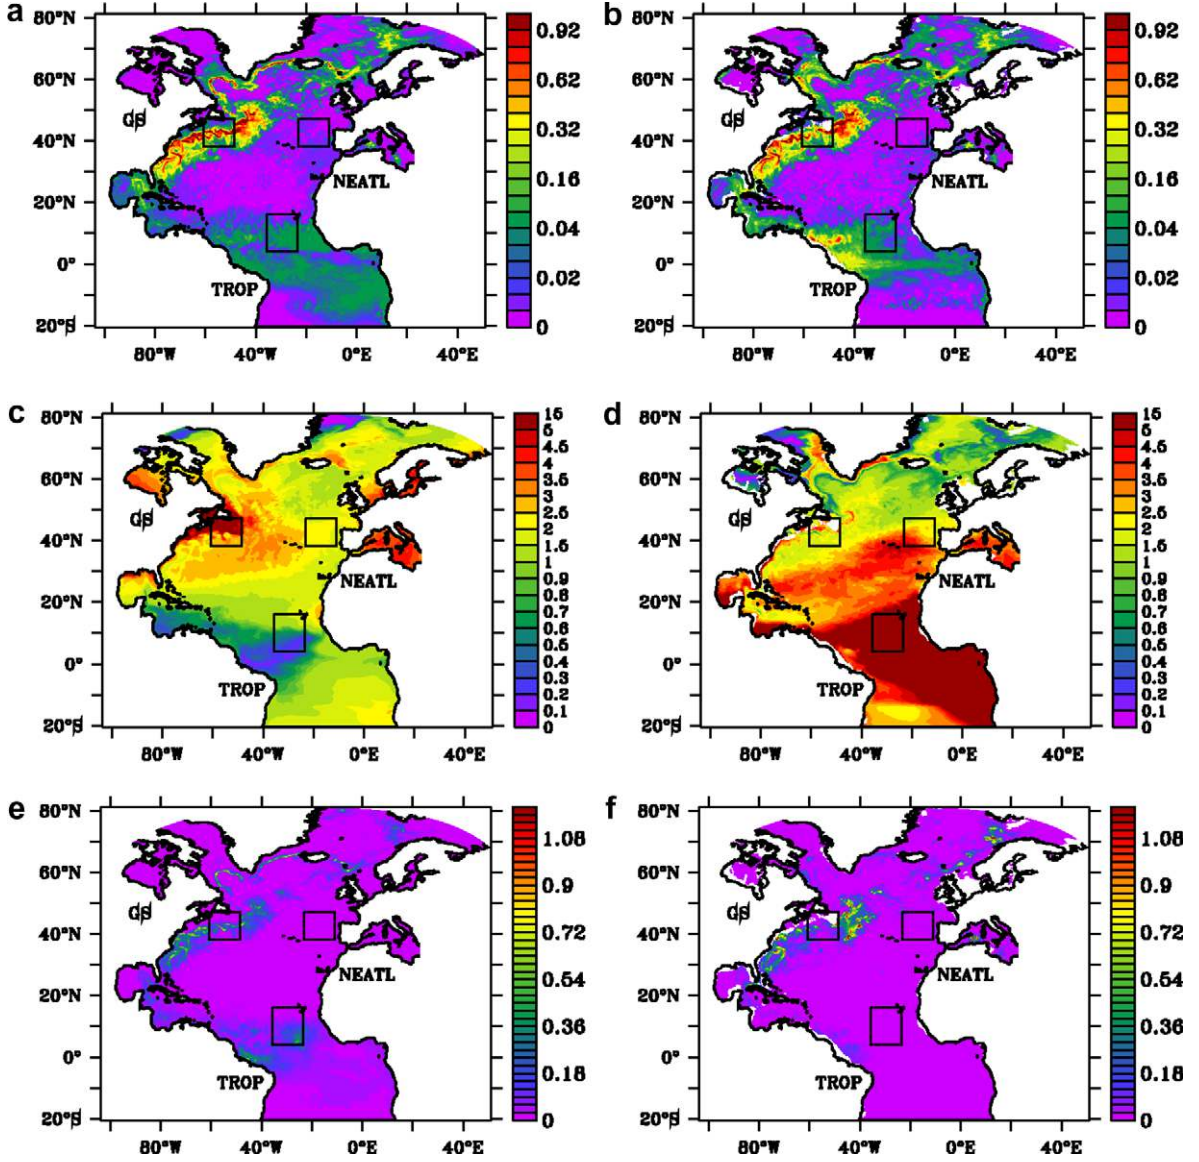 a
80°N
60°N
GS
40°N
NEATL
20°N
0°
TROP
20°S
80°W 40°W 0°E 40°E
0.92
0.62
0.32
0.16
0.04
0.02
0
b
80°N
60°N
GS
40°N
NEATL
20°N
0°
TROP
20°S
80°W 40°W 0°E 40°E
0.92
0.62
0.32
0.16
0.04
0.02
0
c
80°N
60°N
GS
40°N
NEATL
20°N
0°
TROP
20°S
80°W 40°W 0°E 40°E
15
5
4.5
4
3.5
3
2.5
2
1.5
1
0.9
0.8
0.7
0.6
0.5
0.4
0.3
0.2
0.1
0
d
80°N
60°N
GS
40°N
NEATL
20°N
0°
TROP
20°S
80°W 40°W 0°E 40°E
15
5
4.5
4
3.5
3
2.5
2
1.5
1
0.9
0.8
0.7
0.6
0.5
0.4
0.3
0.2
0.1
0
e
80°N
60°N
GS
40°N
NEATL
20°N
0°
TROP
20°S
80°W 40°W 0°E 40°E
1.08
0.9
0.72
0.54
0.36
0.18
0
f
80°N
60°N
GS
40°N
NEATL
20°N
0°
TROP
20°S
80°W 40°W 0°E 40°E
1.08
0.9
0.72
0.54
0.36
0.18
0